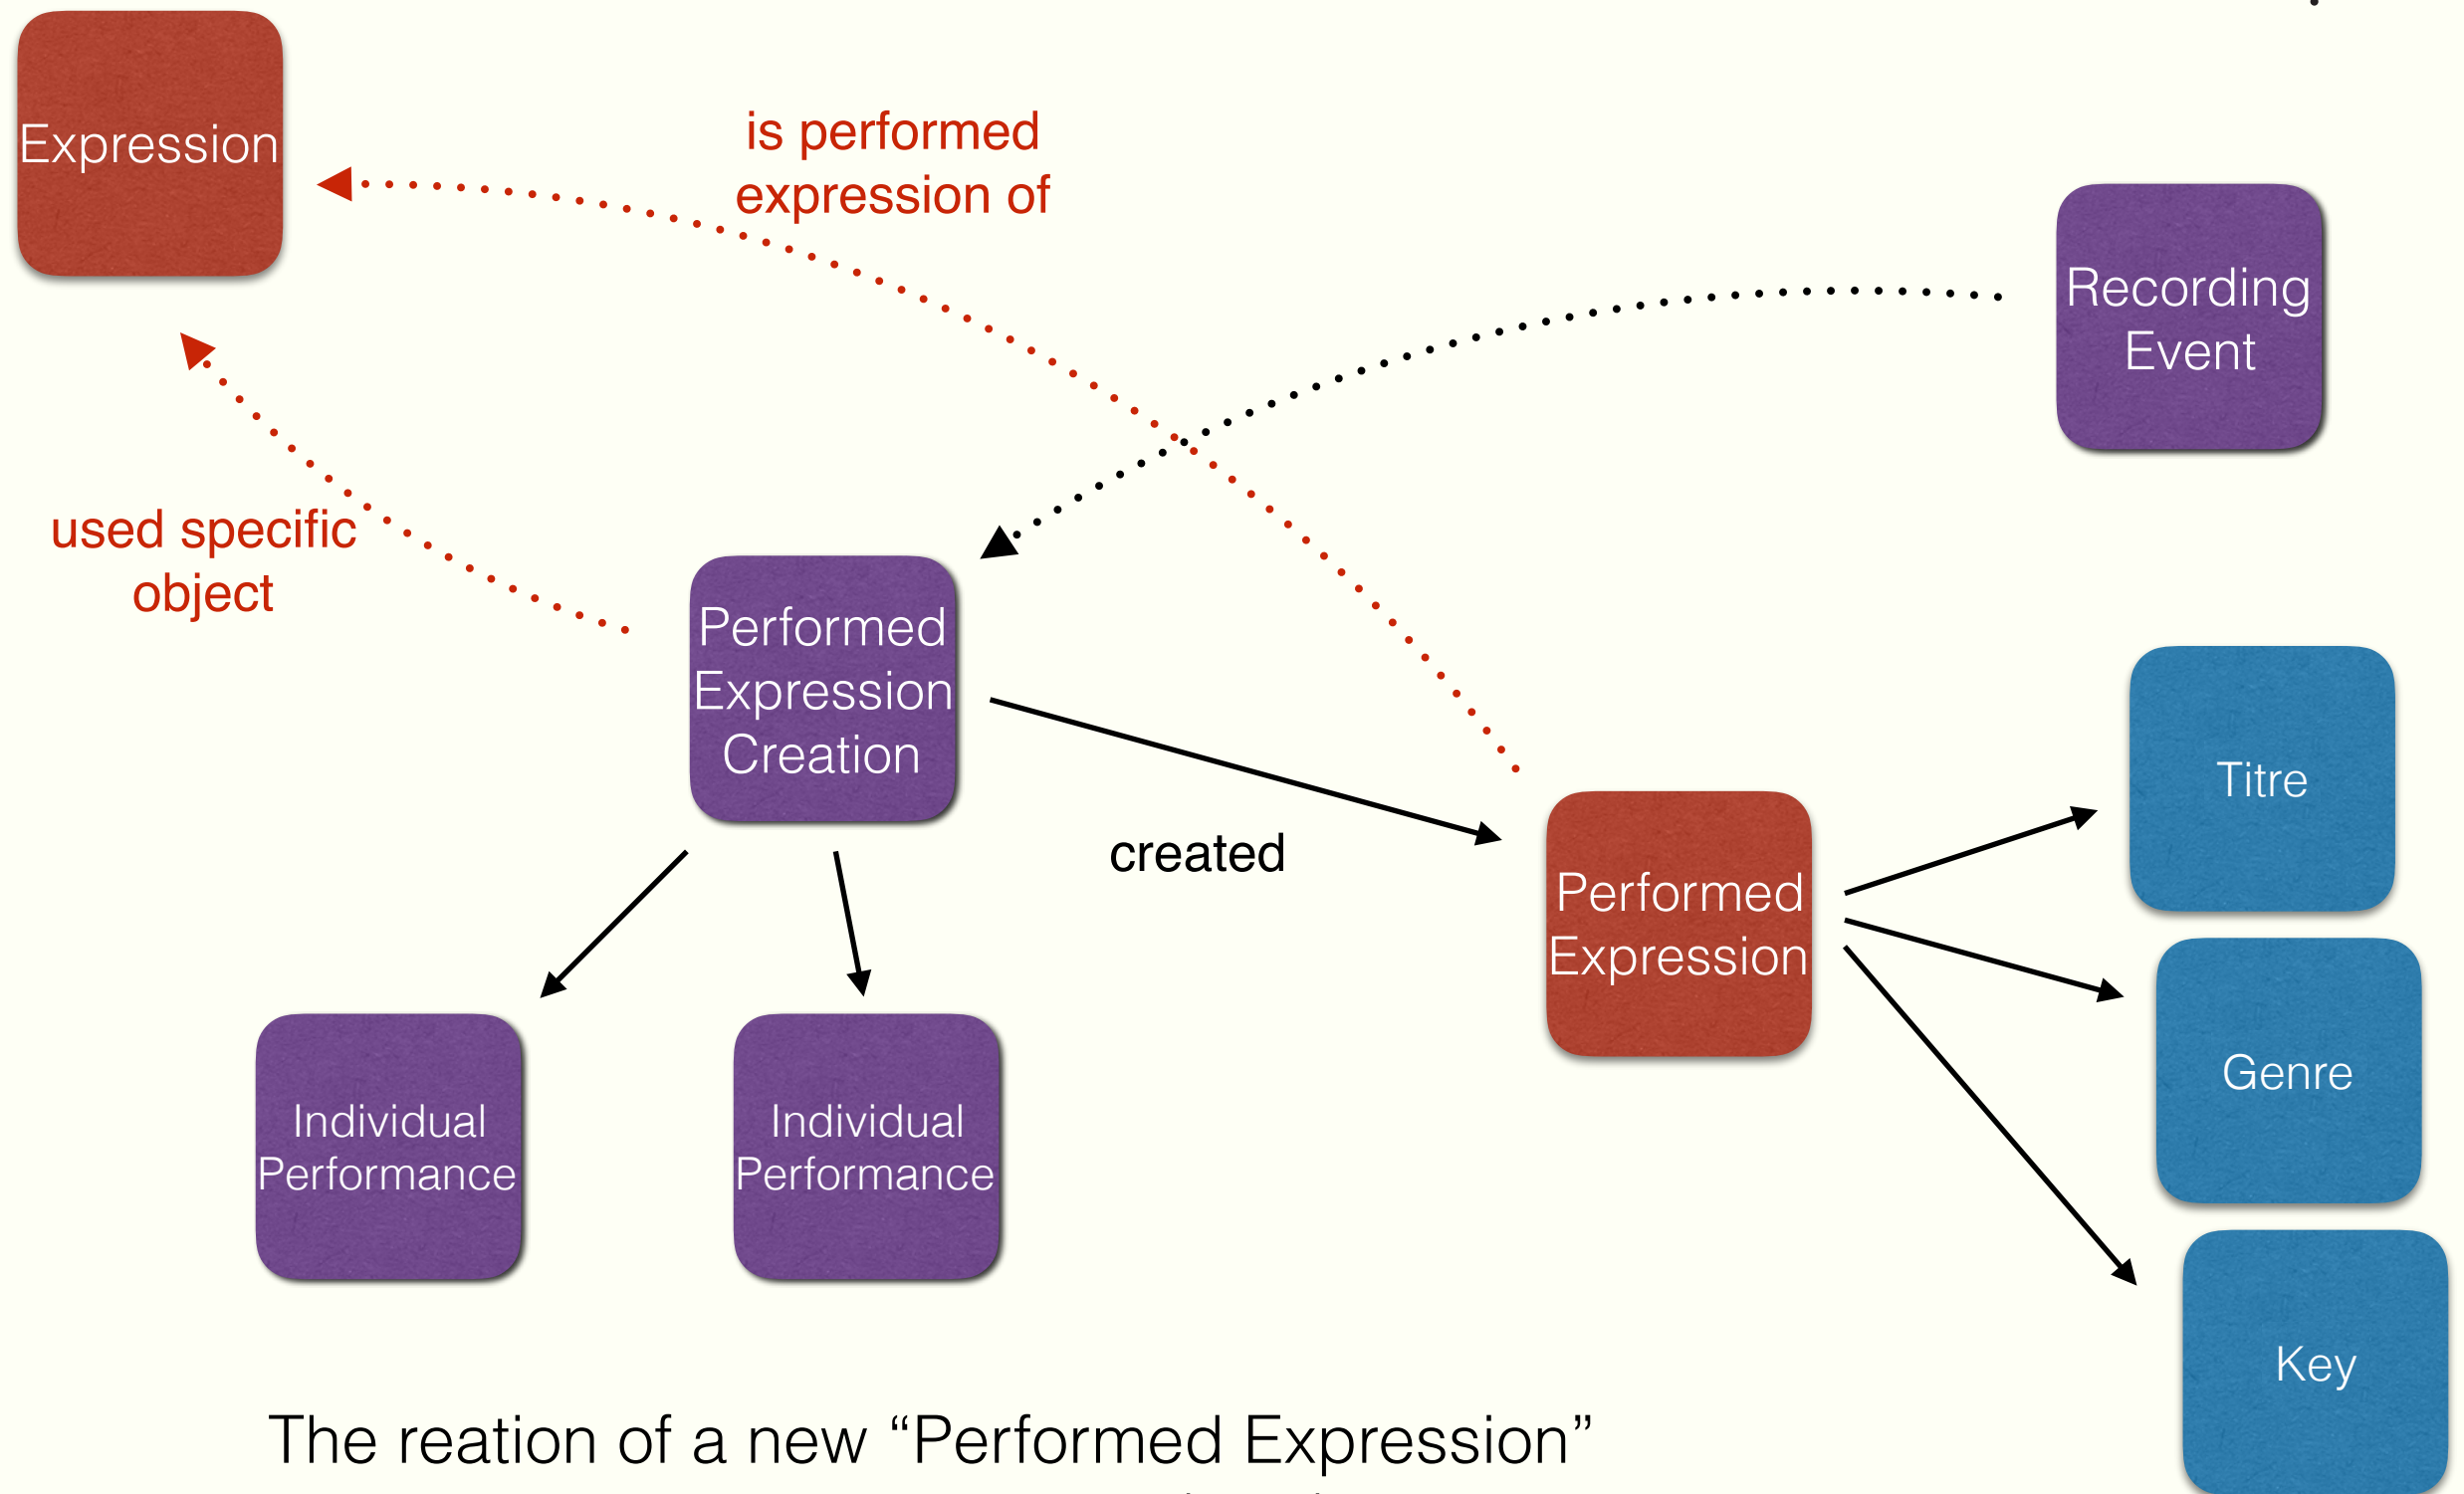 Expression
is performed
expression of
Recording
Event
used specific
object
Performed
Expression
Creation
created
Titre
Performed
Expression
Genre
Individual
Performance
Individual
Performance
Key
The reation of a new “Performed Expression”